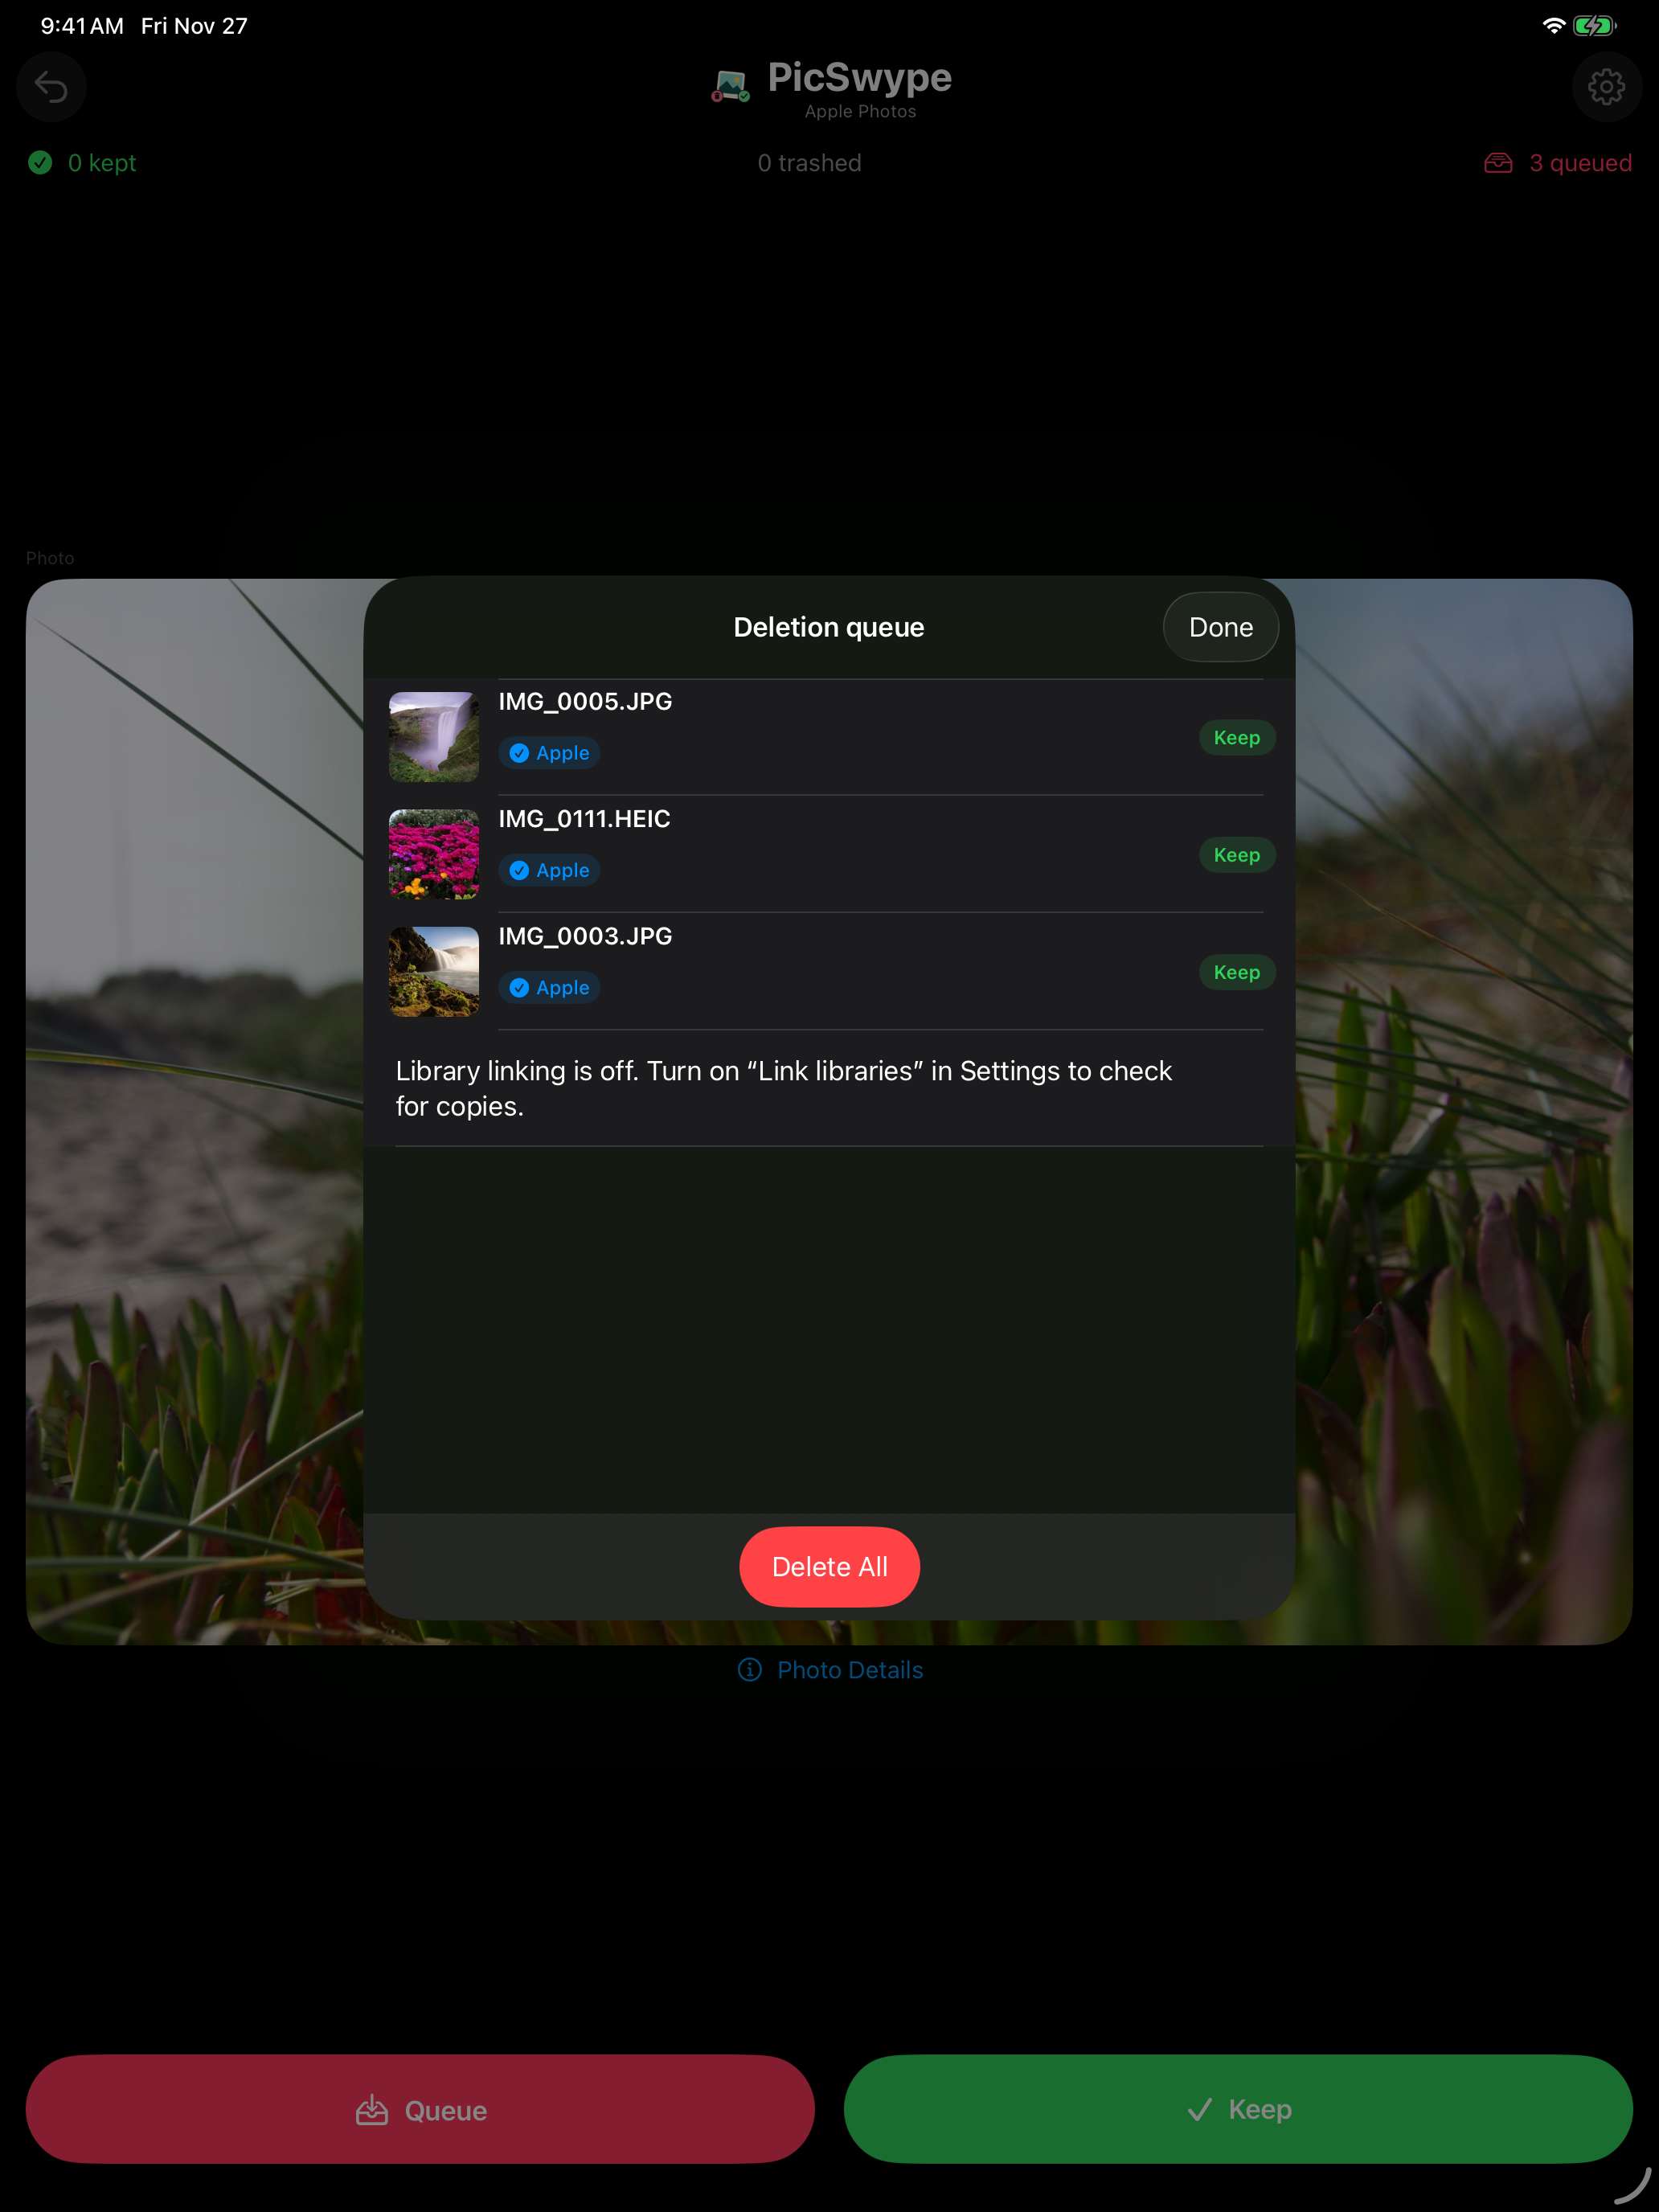 9:41 AM Fri Nov 27
PicSwype
Apple Photos
0 kept
0 trashed
3 queued
Photo
Deletion queue
Done
IMG_0005.JPG
Apple
Keep
IMG_0111.HEIC
Apple
Keep
IMG_0003.JPG
Apple
Keep
Library linking is off. Turn on “Link libraries” in Settings to check
for copies.
Delete All
Photo Details
Queue
Keep